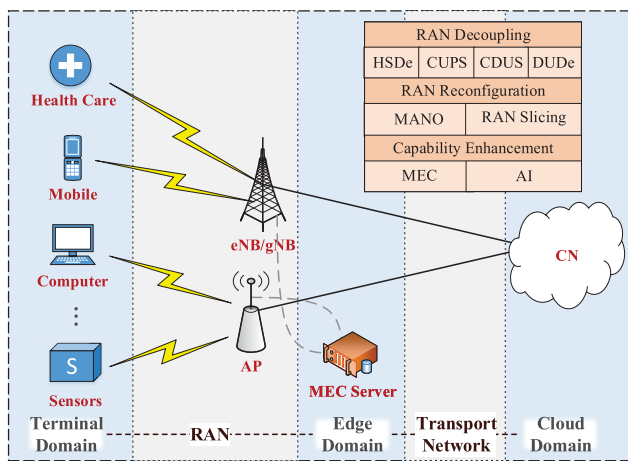 RAN Decoupling
HSDe CUPS CDUS DUDe
RAN Reconfiguration
MANO RAN Slicing
Capability Enhancement
MEC AI
Health Care
Mobile
eNB/gNB
Computer
CN
⋮
S
AP
MEC Server
Sensors
Terminal
Domain
RAN
Edge
Domain
Transport
Network
Cloud
Domain